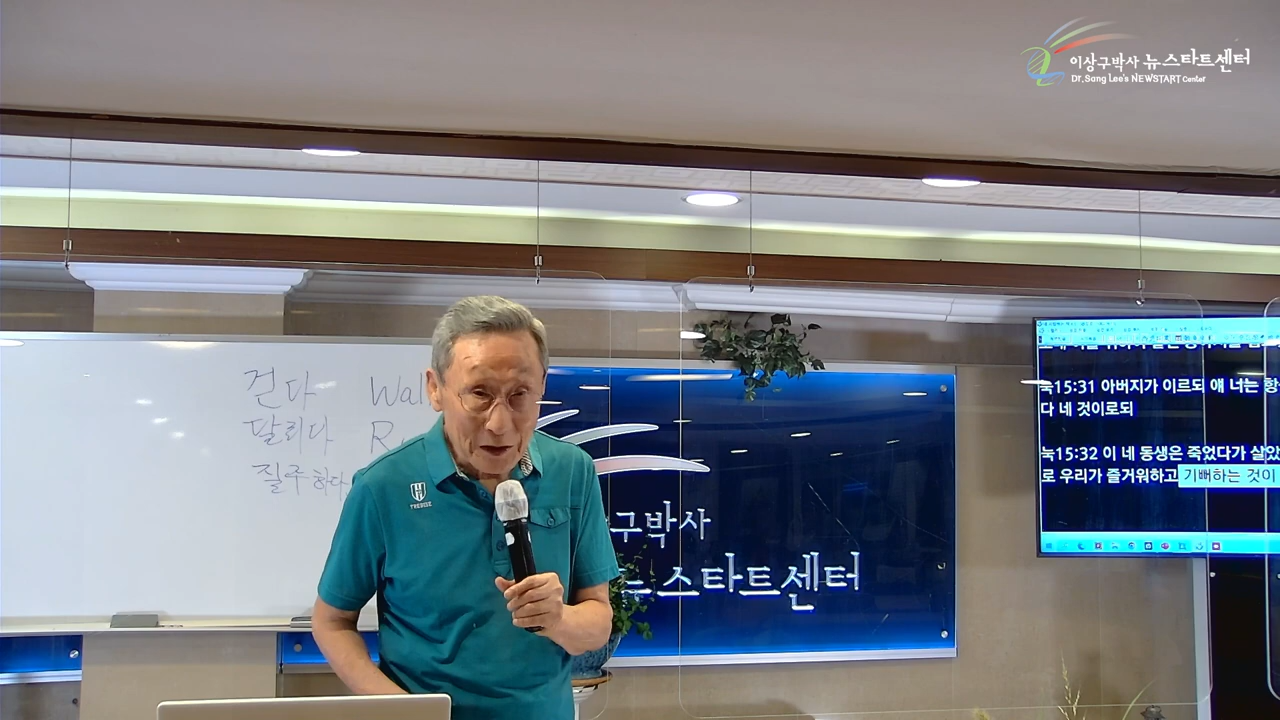 이상구박사 뉴스타트센터
Dr. Sang Lee's NEWSTART Center
걷다 Wal
달리다 R
질주하다
TREBIZE
구박사
뉴스타트센터
눅15:31 아버지가 이르되 얘 너는 항
다 네 것이로되
눅15:32 이 네 동생은 죽었다가 살았
로 우리가 즐거워하고 기뻐하는 것이